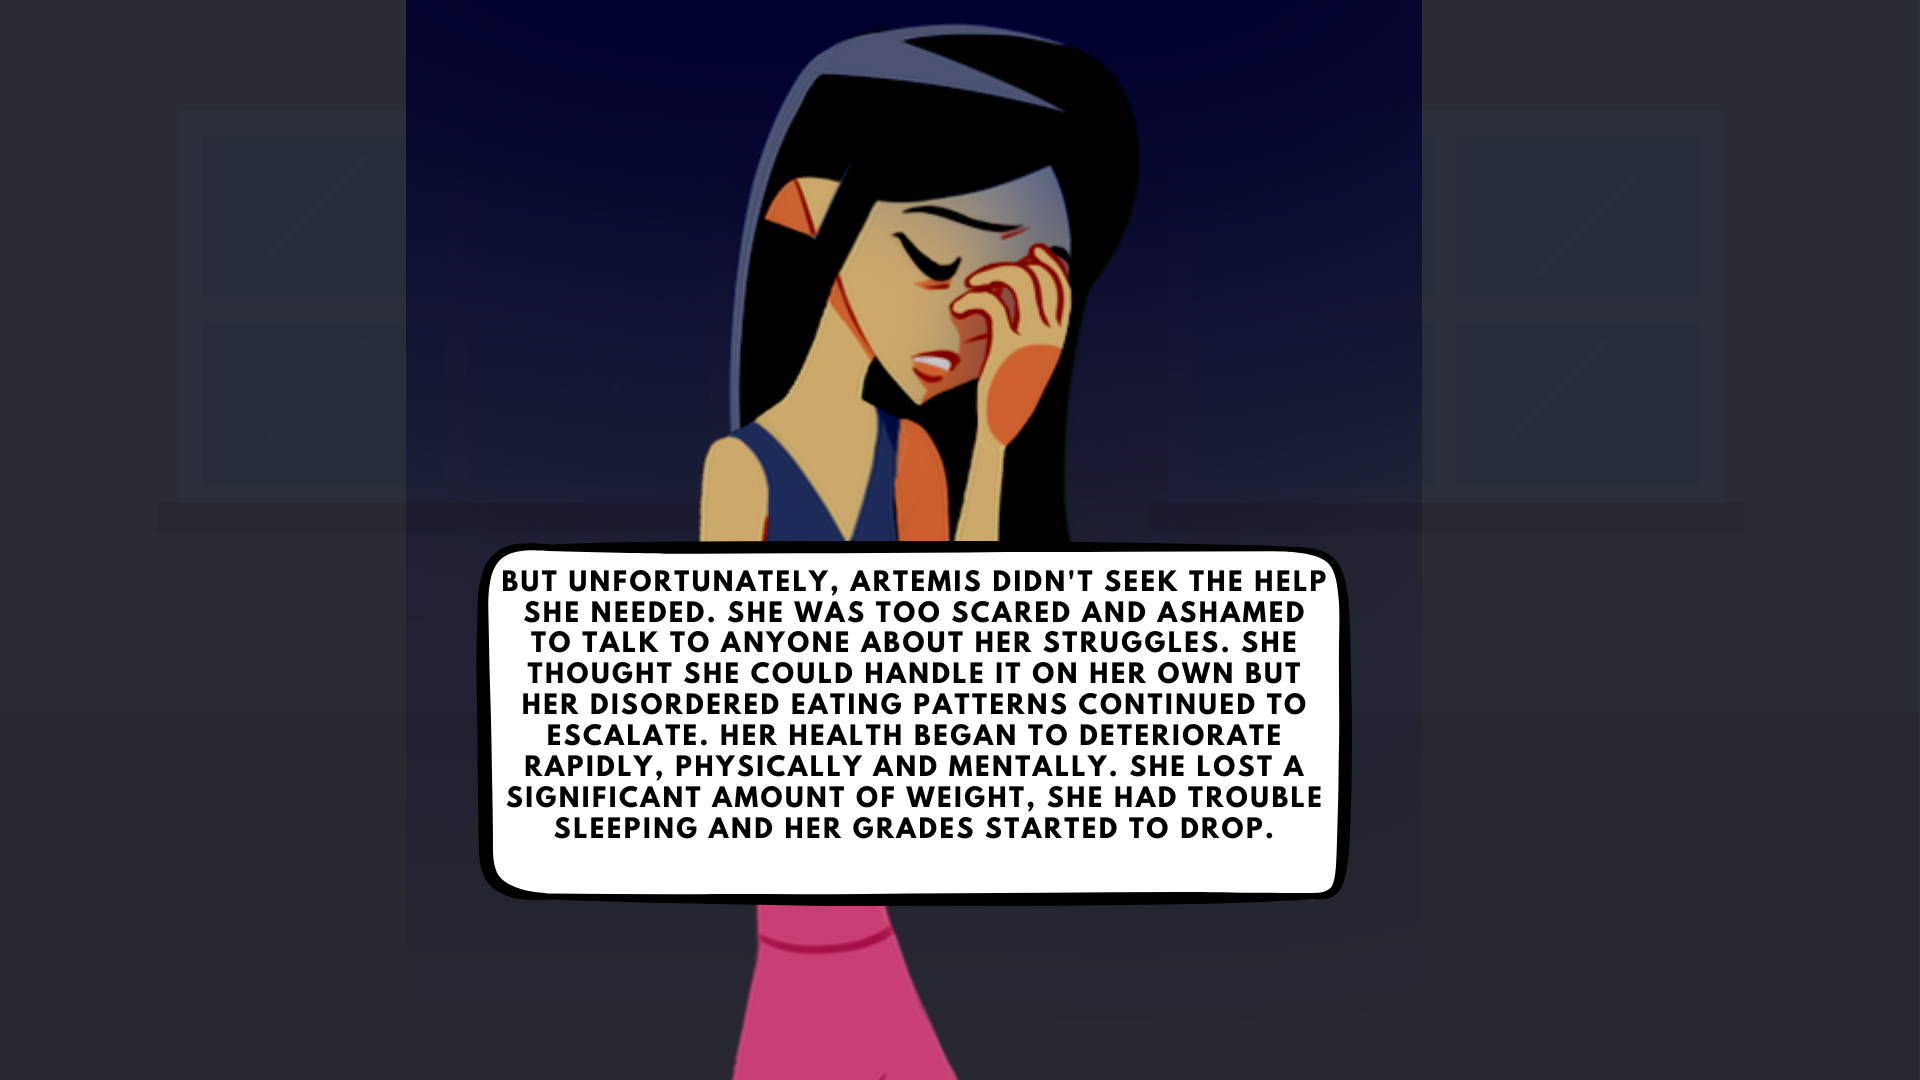 BUT UNFORTUNATELY, ARTEMIS DIDN'T SEEK THE HELP
SHE NEEDED. SHE WAS TOO SCARED AND ASHAMED
TO TALK TO ANYONE ABOUT HER STRUGGLES. SHE
THOUGHT SHE COULD HANDLE IT ON HER OWN BUT
HER DISORDERED EATING PATTERNS CONTINUED TO
ESCALATE. HER HEALTH BEGAN TO DETERIORATE
RAPIDLY, PHYSICALLY AND MENTALLY. SHE LOST A
SIGNIFICANT AMOUNT OF WEIGHT, SHE HAD TROUBLE
SLEEPING AND HER GRADES STARTED TO DROP.